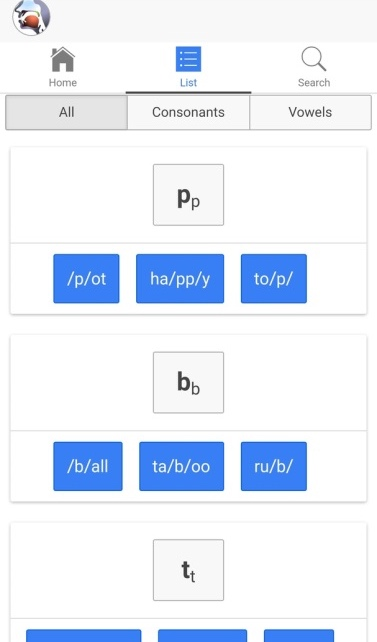 Home List Search
All Consonants Vowels
pp
/p/ot ha/pp/y to/p/
bb
/b/all ta/b/oo ru/b/
tt